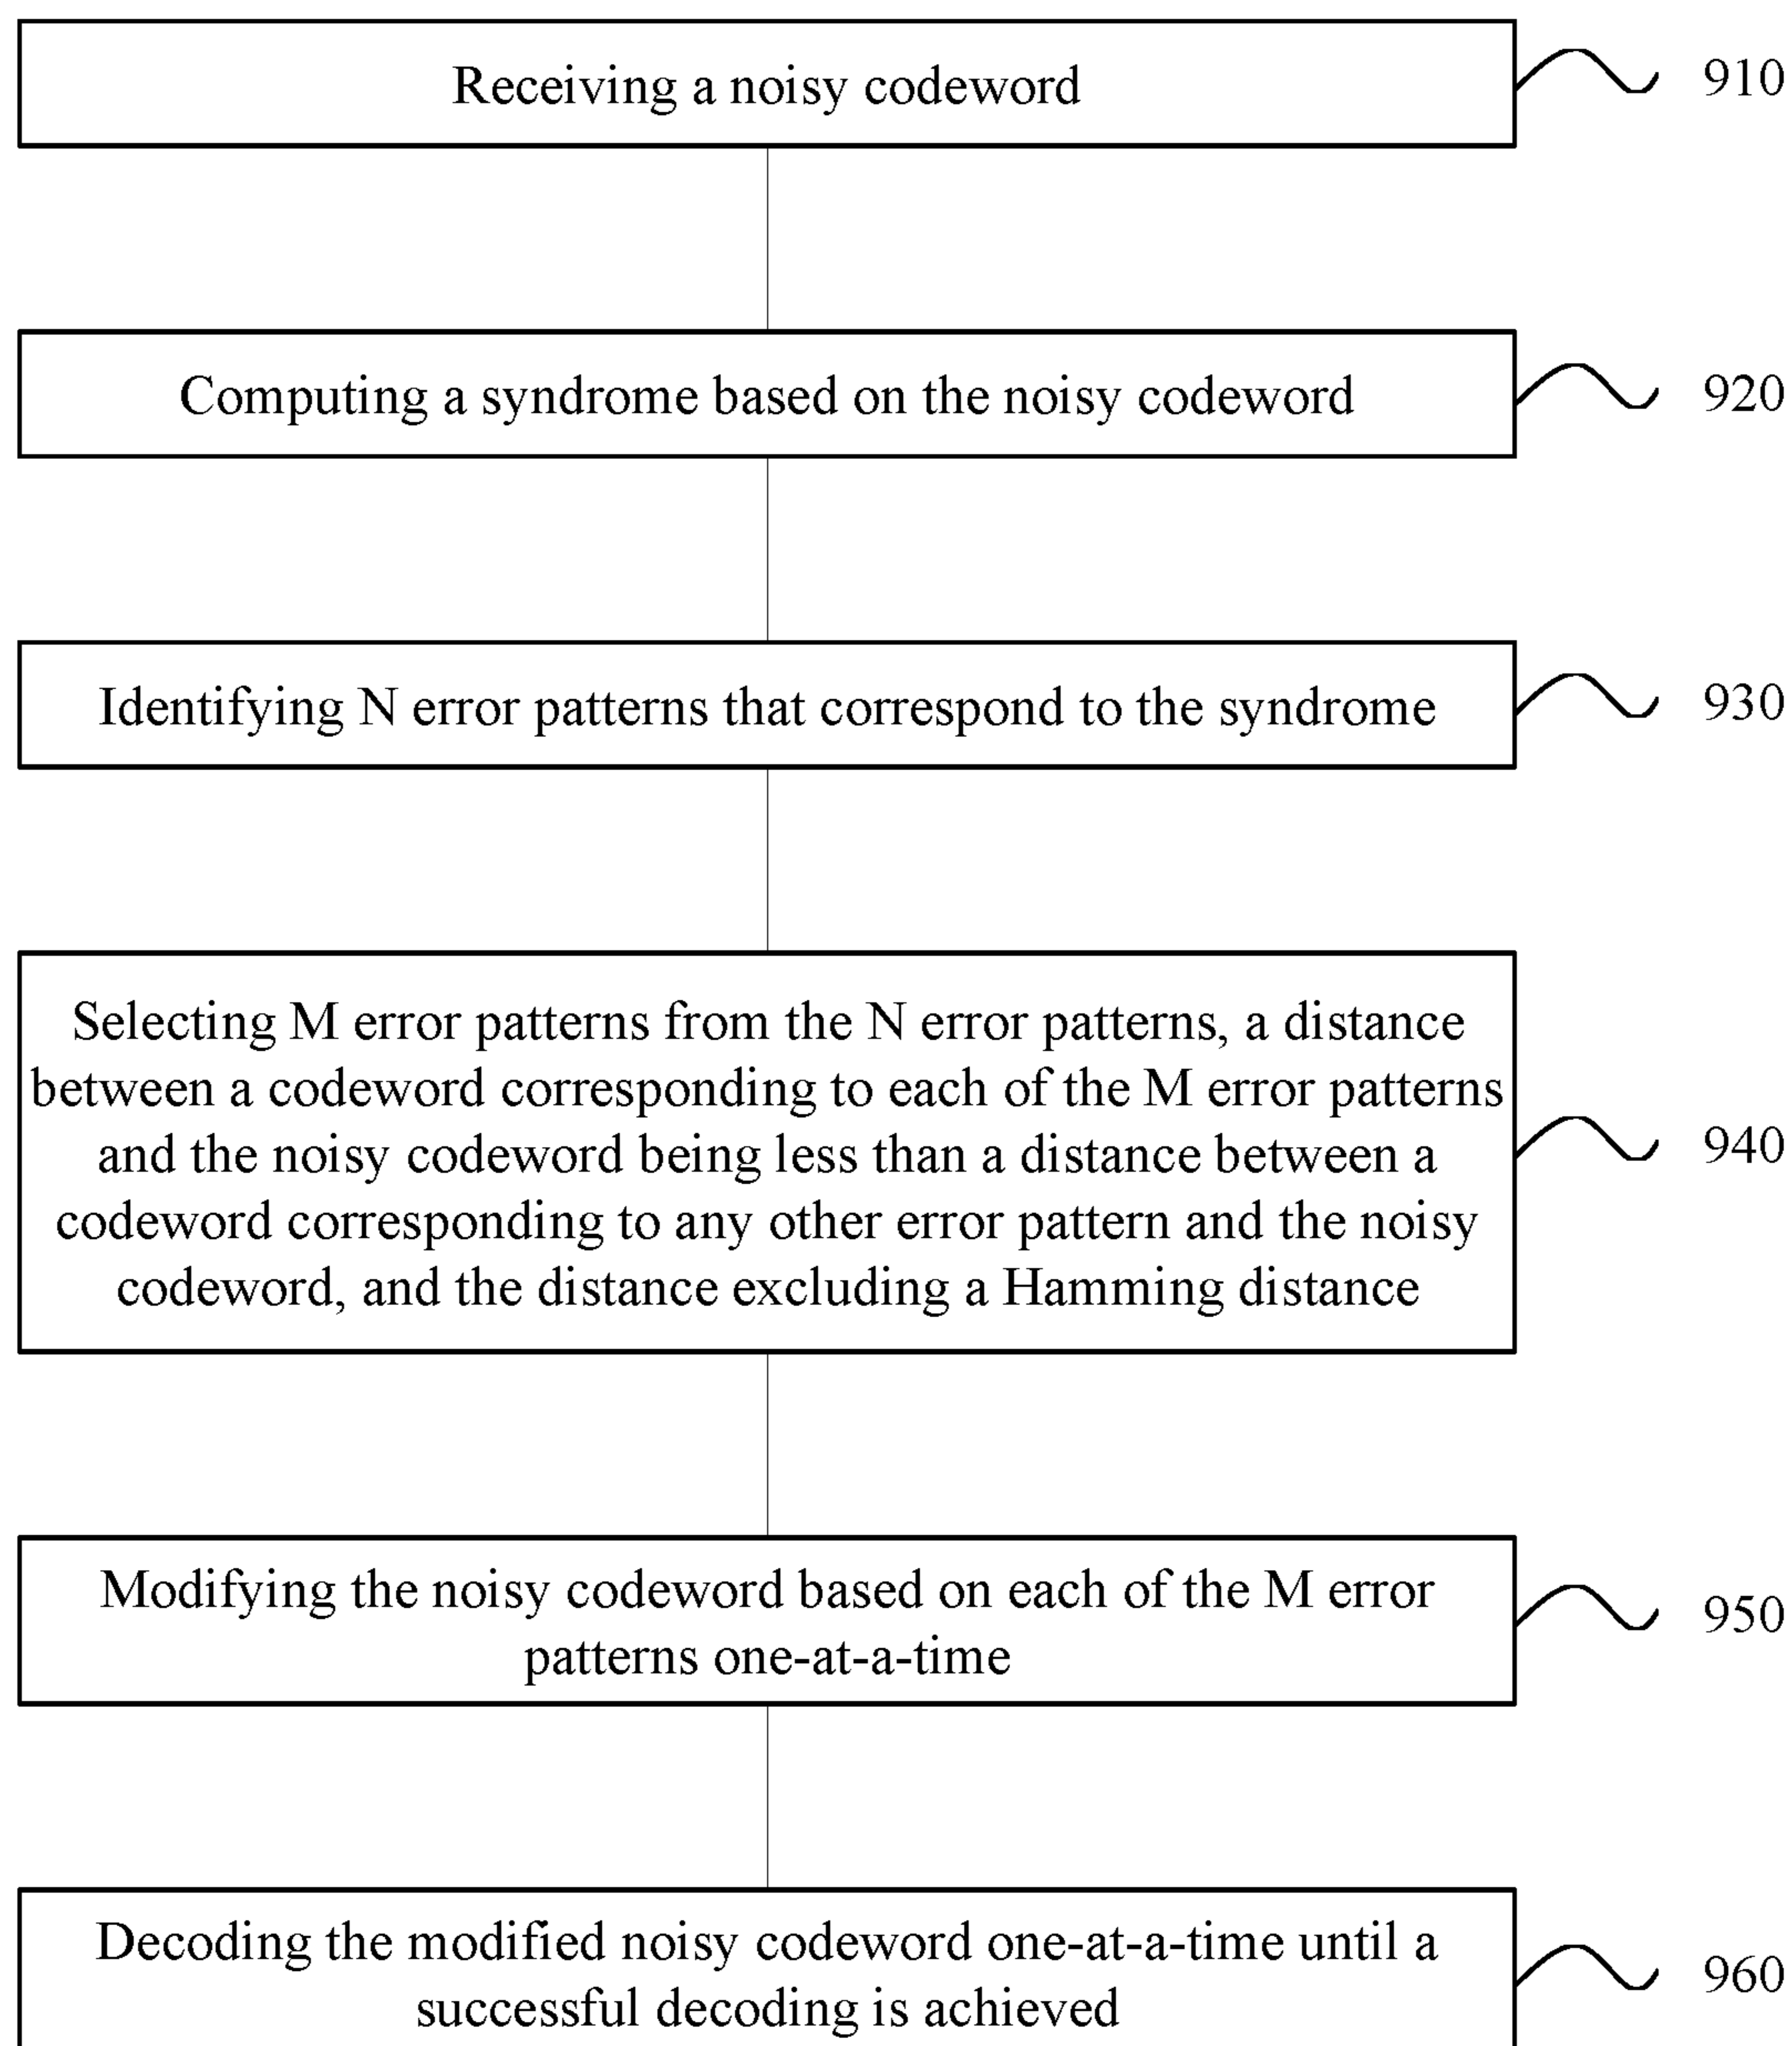 Receiving a noisy codeword
910
Computing a syndrome based on the noisy codeword
920
Identifying N error patterns that correspond to the syndrome
930
Selecting M error patterns from the N error patterns, a distance
between a codeword corresponding to each of the M error patterns
and the noisy codeword being less than a distance between a
codeword corresponding to any other error pattern and the noisy
codeword, and the distance excluding a Hamming distance
940
Modifying the noisy codeword based on each of the M error
patterns one-at-a-time
950
Decoding the modified noisy codeword one-at-a-time until a
successful decoding is achieved
960